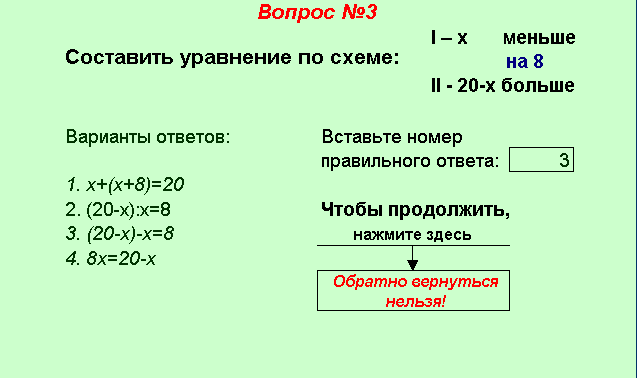 Вопрос №3
Составить уравнение по схеме:
I – x меньше
на 8
II - 20-x больше
Варианты ответов:
1. x+(x+8)=20
2. (20-x):x=8
3. (20-x)-x=8
4. 8x=20-x
Вставьте номер
правильного ответа: 3
Чтобы продолжить,
нажмите здесь
Обратно вернуться
нельзя!